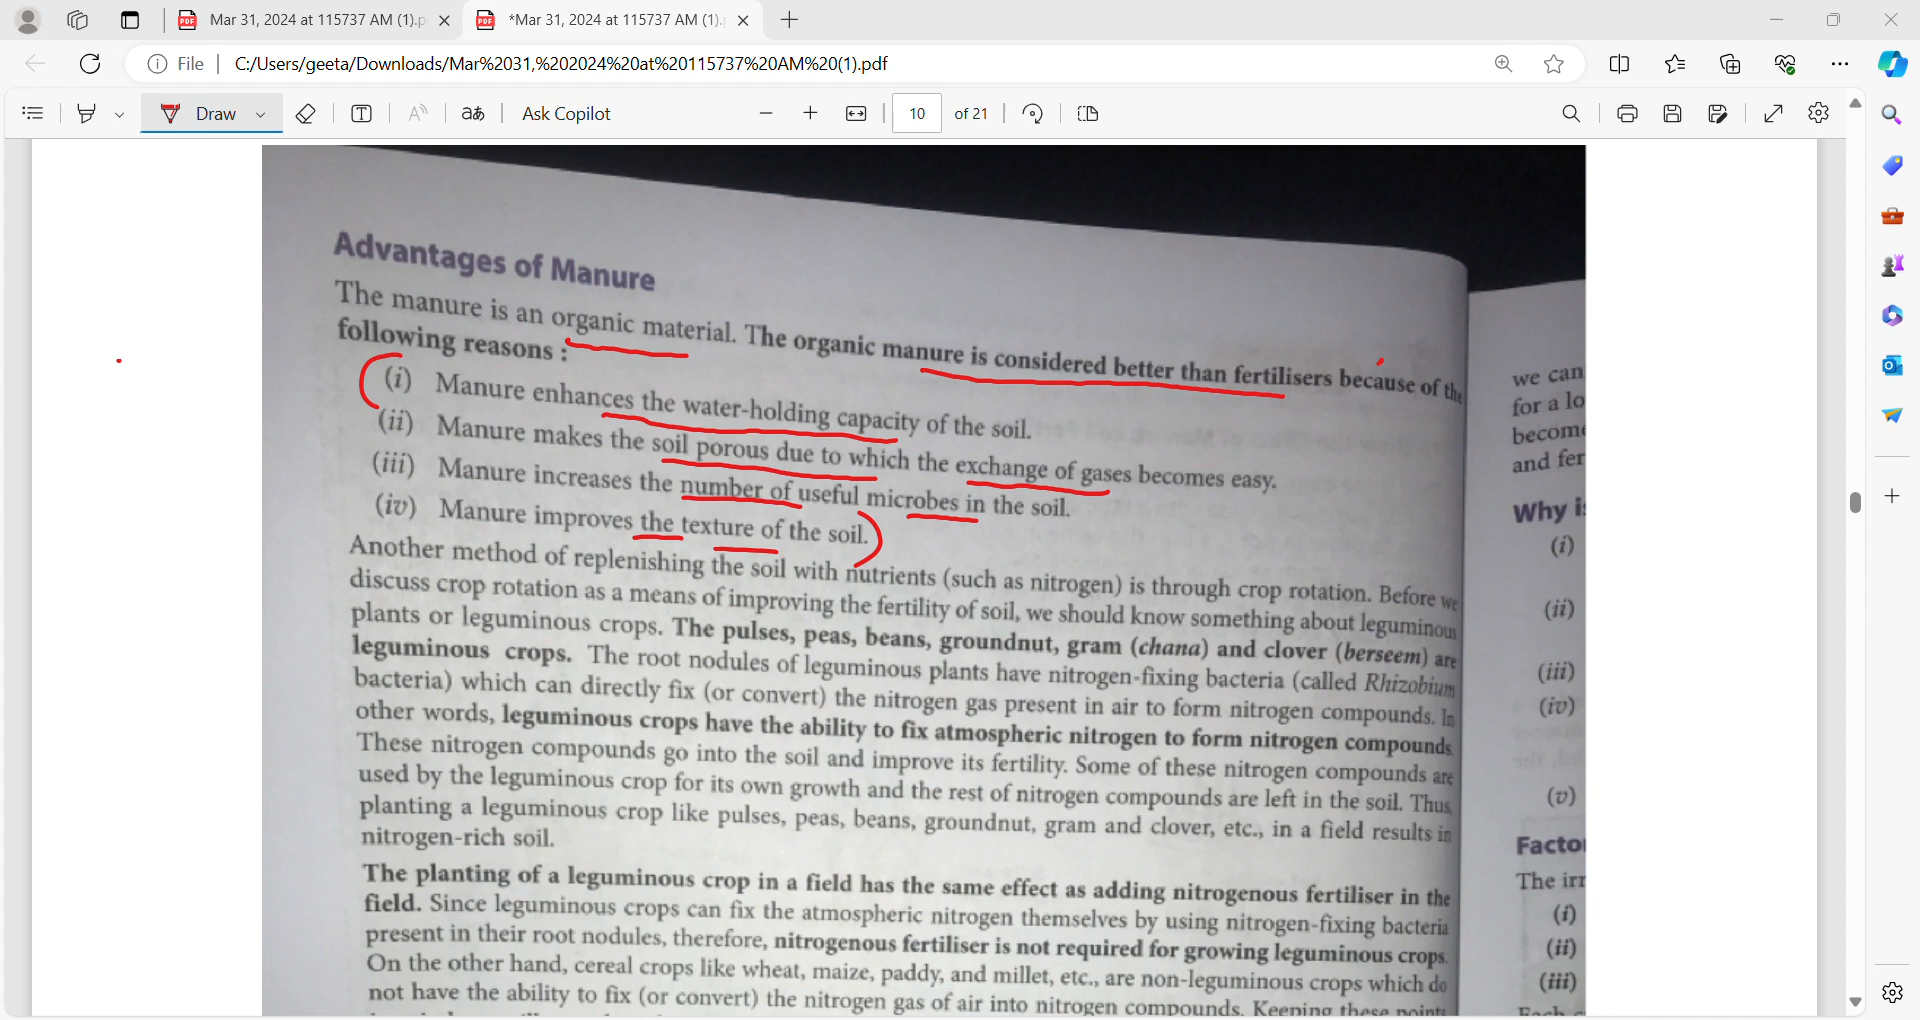 Mar 31, 2024 at 115737 AM (1).p
*Mar 31, 2024 at 115737 AM (1).
File
C:/Users/geeta/Downloads/Mar%2031,%202024%20at%20115737%20AM%20(1).pdf
Draw
Ask Copilot
10 of 21
Advantages of Manure
The manure is an organic material. The organic manure is considered better than fertilisers because of the
following reasons :
(i) Manure enhances the water-holding capacity of the soil.
(ii) Manure makes the soil porous due to which the exchange of gases becomes easy.
(iii) Manure increases the number of useful microbes in the soil.
(iv) Manure improves the texture of the soil.
Another method of replenishing the soil with nutrients (such as nitrogen) is through crop rotation. Before we
discuss crop rotation as a means of improving the fertility of soil, we should know something about leguminous
plants or leguminous crops. The pulses, peas, beans, groundnut, gram (chana) and clover (berseem) are
leguminous crops. The root nodules of leguminous plants have nitrogen-fixing bacteria (called Rhizobium
bacteria) which can directly fix (or convert) the nitrogen gas present in air to form nitrogen compounds. In
other words, leguminous crops have the ability to fix atmospheric nitrogen to form nitrogen compounds.
These nitrogen compounds go into the soil and improve its fertility. Some of these nitrogen compounds are
used by the leguminous crop for its own growth and the rest of nitrogen compounds are left in the soil. Thus,
planting a leguminous crop like pulses, peas, beans, groundnut, gram and clover, etc., in a field results in
nitrogen-rich soil.
The planting of a leguminous crop in a field has the same effect as adding nitrogenous fertiliser in the
field. Since leguminous crops can fix the atmospheric nitrogen themselves by using nitrogen-fixing bacteria
present in their root nodules, therefore, nitrogenous fertiliser is not required for growing leguminous crops.
On the other hand, cereal crops like wheat, maize, paddy, and millet, etc., are non-leguminous crops which do
not have the ability to fix (or convert) the nitrogen gas of air into nitrogen compounds. Keeping these points
we can
for a lo
become
and fer
Why i
(i)
(ii)
(iii)
(iv)
(v)
Factor
The irr
(i)
(ii)
(iii)